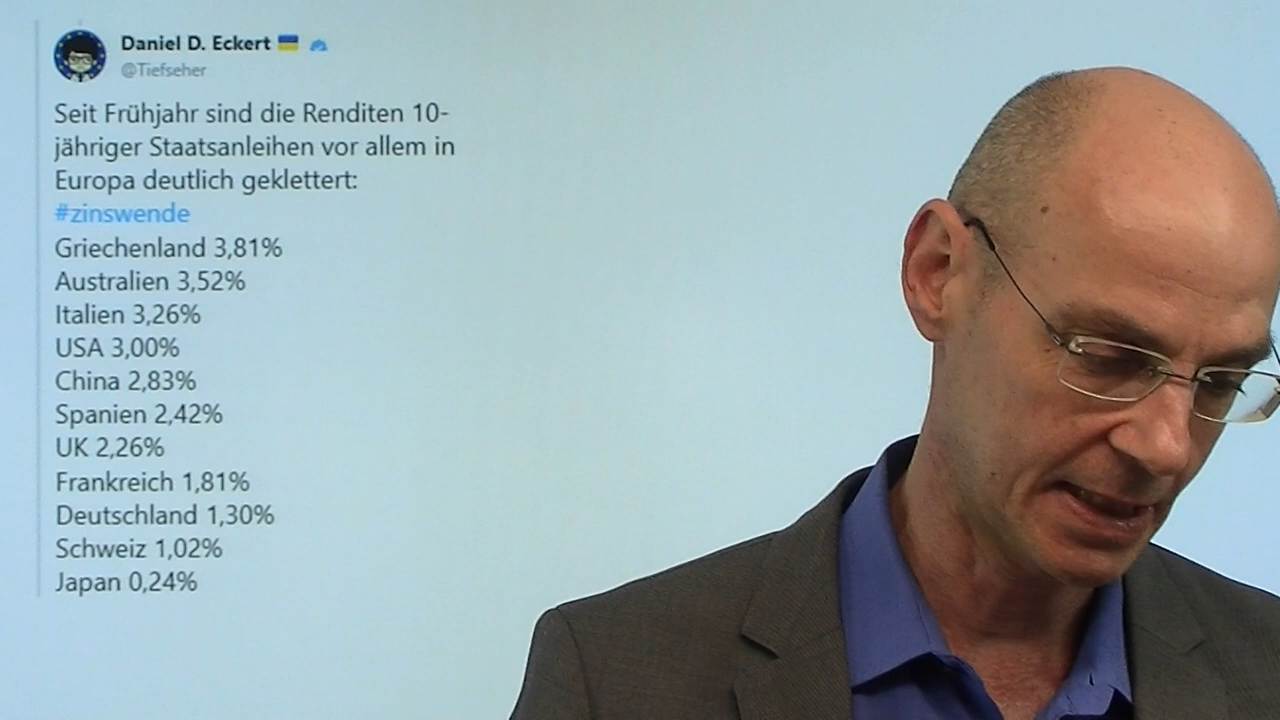 Daniel D. Eckert
@Tiefseher
Seit Frühjahr sind die Renditen 10-
jähriger Staatsanleihen vor allem in
Europa deutlich geklettert:
#zinswende
Griechenland 3,81%
Australien 3,52%
Italien 3,26%
USA 3,00%
China 2,83%
Spanien 2,42%
UK 2,26%
Frankreich 1,81%
Deutschland 1,30%
Schweiz 1,02%
Japan 0,24%